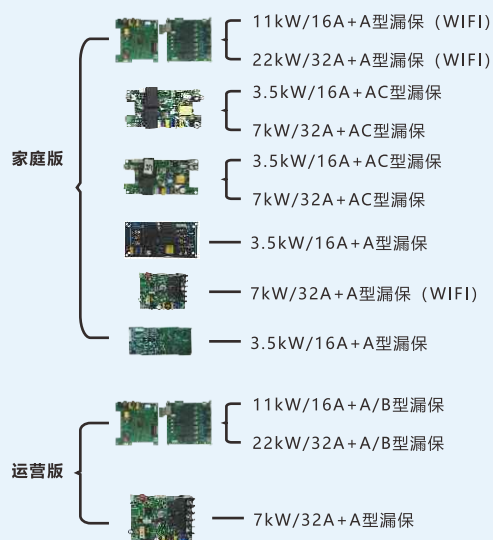 11kW/16A+A型漏保（WIFI）
22kW/32A+A型漏保（WIFI）
3.5kW/16A+AC型漏保
7kW/32A+AC型漏保
家庭版
3.5kW/16A+AC型漏保
7kW/32A+AC型漏保
3.5kW/16A+A型漏保
7kW/32A+A型漏保（WIFI）
3.5kW/16A+A型漏保
11kW/16A+A/B型漏保
22kW/32A+A/B型漏保
运营版
7kW/32A+A型漏保